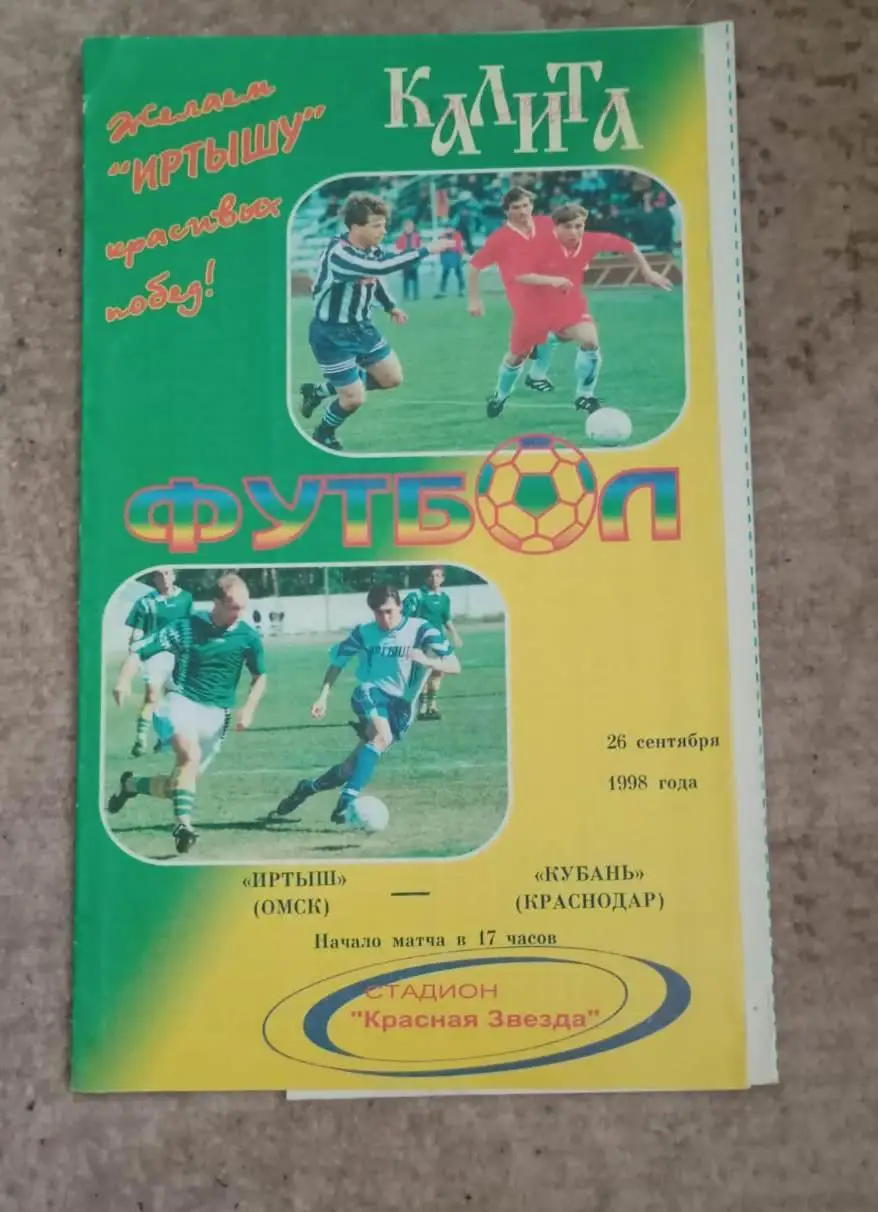 Желаем
"ИРТЫШУ"
красивых
побед!
КАЛИТА
ФУТБОЛ
ИРТЫШ
26 сентября
1998 года
«ИРТЫШ» — «КУБАНЬ»
(ОМСК) (КРАСНОДАР)
Начало матча в 17 часов
СТАДИОН
"Красная Звезда"